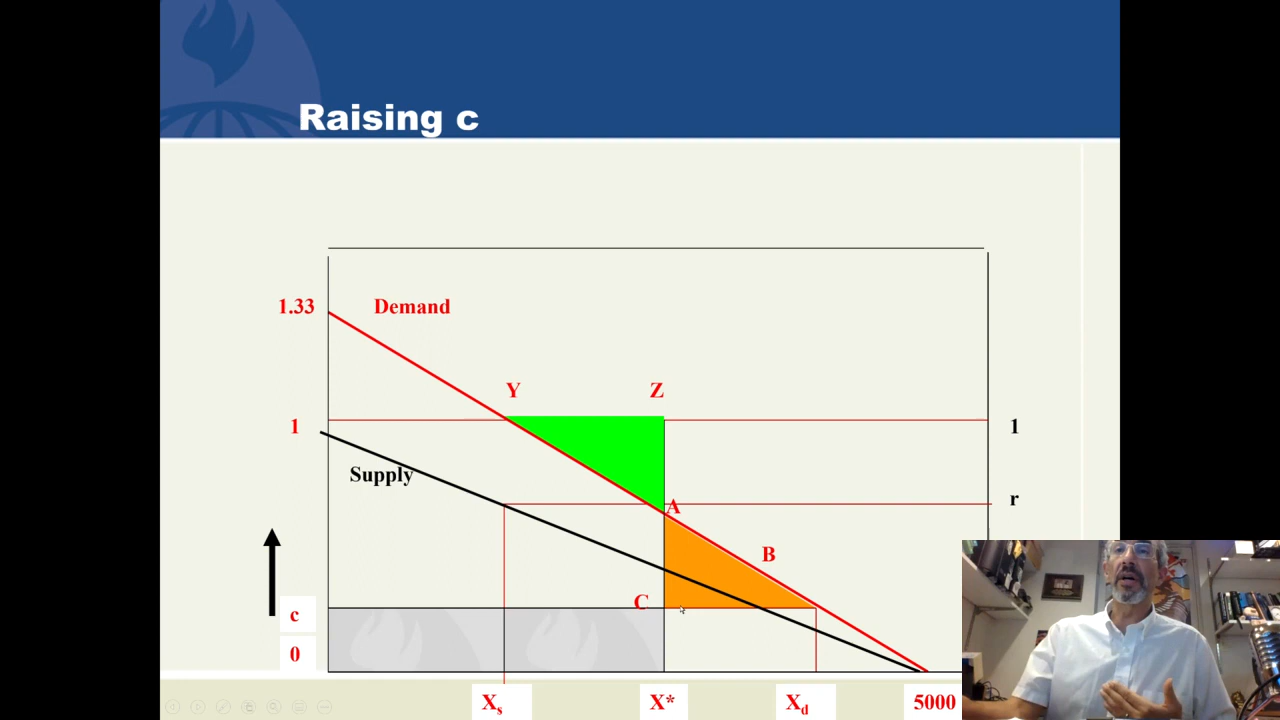 Raising c
1.33
Demand
Y
Z
1
1
Supply
r
A
B
C
c
0
Xs
X*
Xd
5000